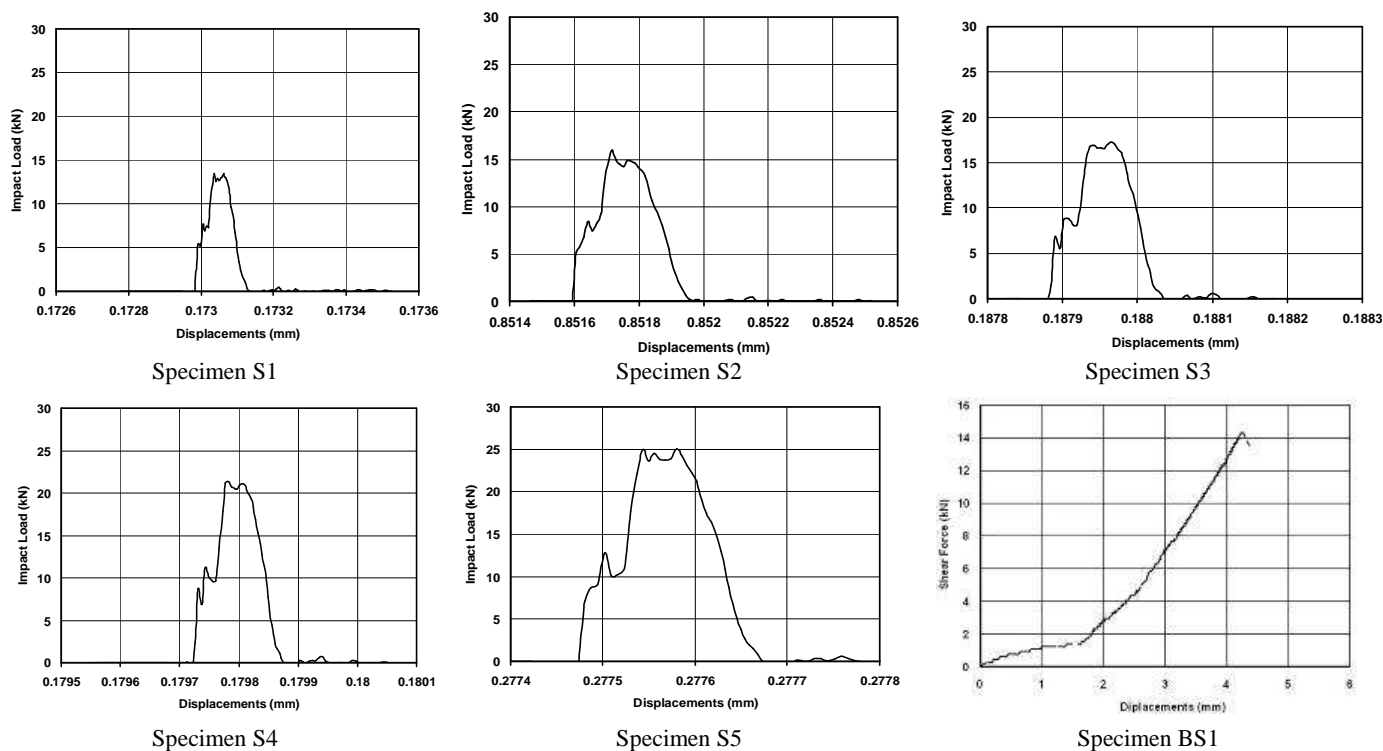 30
25
20
15
10
5
0
Impact Load (kN)
0.1726 0.1728 0.173 0.1732 0.1734 0.1736
Displacements (mm)
Specimen S1
30
25
20
15
10
5
0
Impact Load (kN)
0.8514 0.8516 0.8518 0.852 0.8522 0.8524 0.8526
Displacements (mm)
Specimen S2
30
25
20
15
10
5
0
Impact Load (kN)
0.1878 0.1879 0.188 0.1881 0.1882 0.1883
Displacements (mm)
Specimen S3
30
25
20
15
10
5
0
Impact Load (kN)
0.1795 0.1796 0.1797 0.1798 0.1799 0.18 0.1801
Displacements (mm)
Specimen S4
30
25
20
15
10
5
0
Impact Load (kN)
0.2774 0.2775 0.2776 0.2777 0.2778
Displacements (mm)
Specimen S5
16
14
12
10
8
6
4
2
0
Shear Force (kN)
0 1 2 3 4 5 6
Diplacements (mm)
Specimen BS1